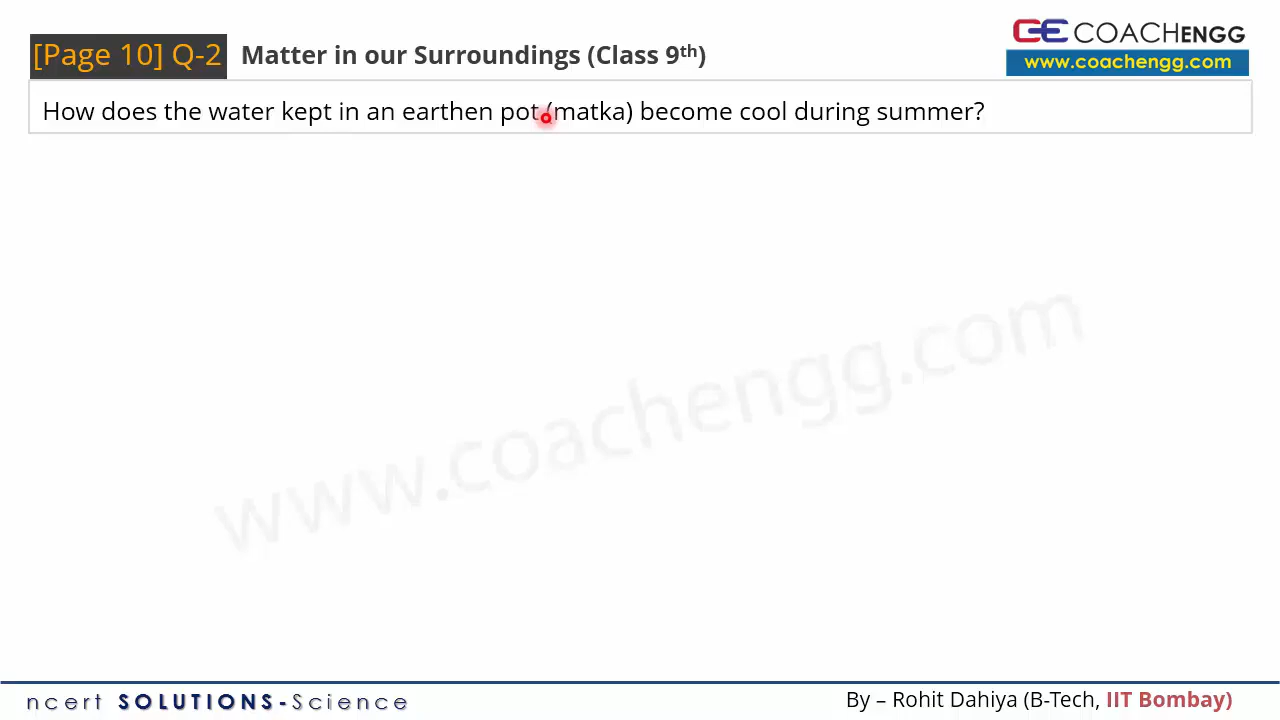 [Page 10] Q-2 Matter in our Surroundings (Class 9th)
GE COACHENGG
www.coachengg.com
How does the water kept in an earthen pot (matka) become cool during summer?
www.coachengg.com
ncert SOLUTIONS-Science
By – Rohit Dahiya (B-Tech, IIT Bombay)